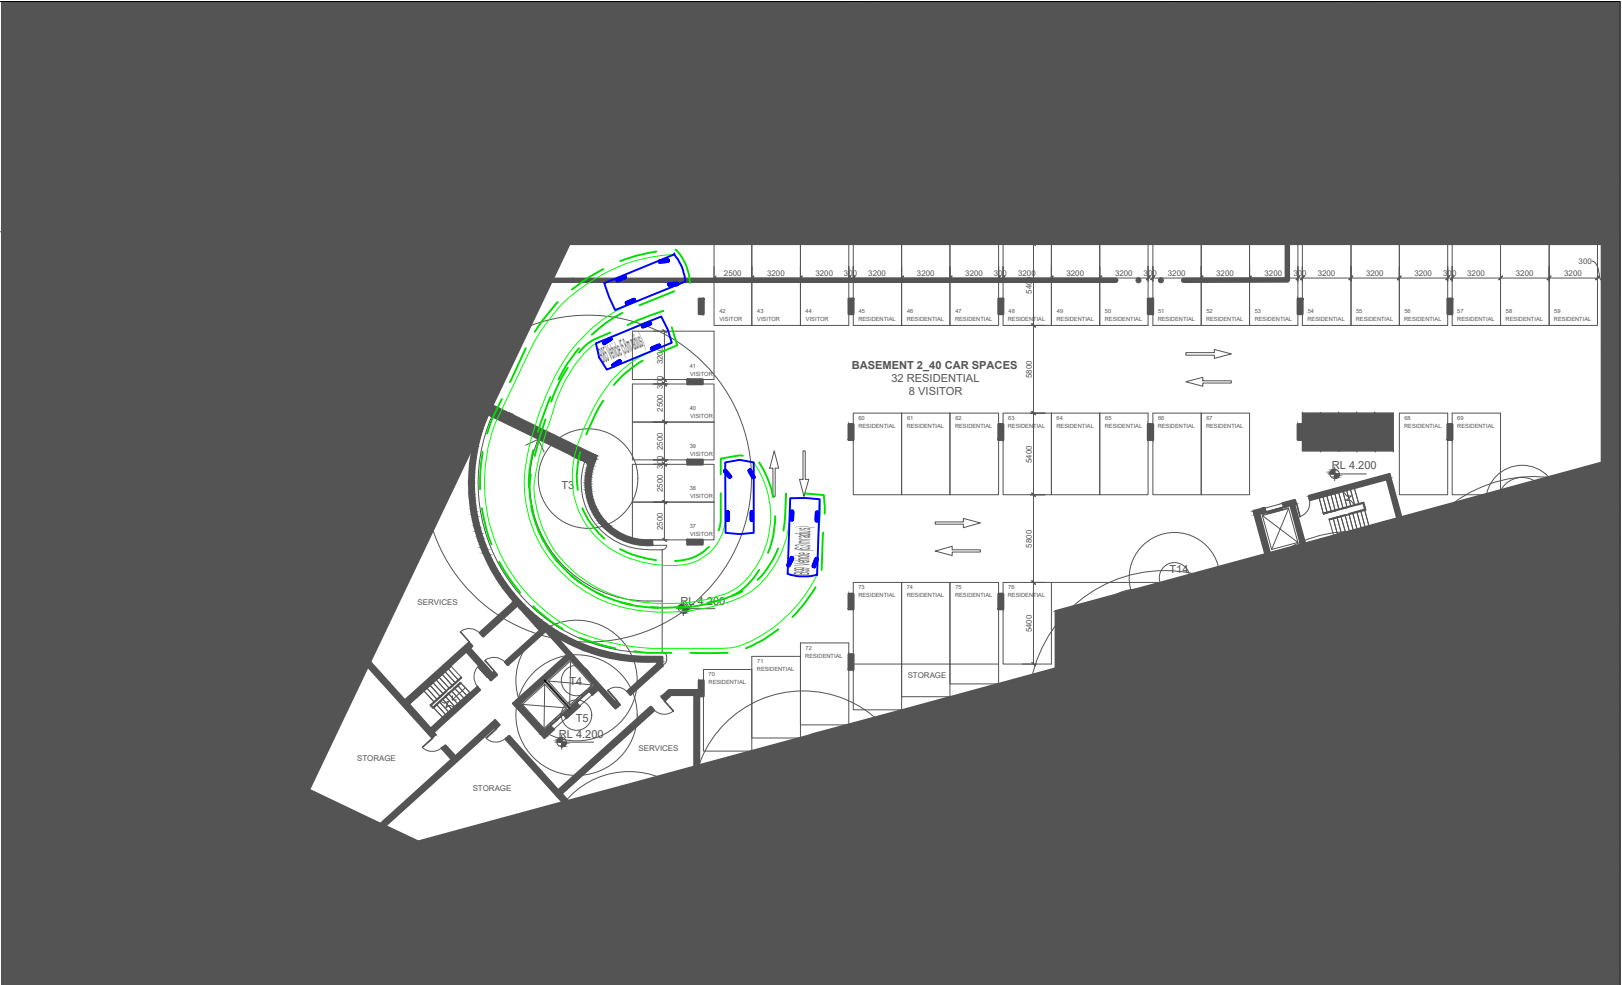 2500 3200 3200 300 3200 3200 3200 300 3200 3200 3200 300 3200 3200 3200 300 3200 3200 3200 300 3200 3200 3200
300
42
VISITOR
43
VISITOR
44
VISITOR
45
RESIDENTIAL
46
RESIDENTIAL
47
RESIDENTIAL
48
RESIDENTIAL
49
RESIDENTIAL
50
RESIDENTIAL
51
RESIDENTIAL
52
RESIDENTIAL
53
RESIDENTIAL
54
RESIDENTIAL
55
RESIDENTIAL
56
RESIDENTIAL
57
RESIDENTIAL
58
RESIDENTIAL
59
RESIDENTIAL
BASEMENT 2_40 CAR SPACES
32 RESIDENTIAL
8 VISITOR
5800
41
VISITOR
300
2500
40
VISITOR
2500
39
VISITOR
300
2500
38
VISITOR
2500
37
VISITOR
T3
60
RESIDENTIAL
61
RESIDENTIAL
62
RESIDENTIAL
63
RESIDENTIAL
64
RESIDENTIAL
65
RESIDENTIAL
66
RESIDENTIAL
67
RESIDENTIAL
68
RESIDENTIAL
69
RESIDENTIAL
5400
RL 4.200
5800
T14
73
RESIDENTIAL
74
RESIDENTIAL
75
RESIDENTIAL
76
RESIDENTIAL
5400
SERVICES
RL 4.200
72
RESIDENTIAL
71
RESIDENTIAL
70
RESIDENTIAL
STORAGE
T4
T5
RL 4.200
SERVICES
STORAGE
STORAGE